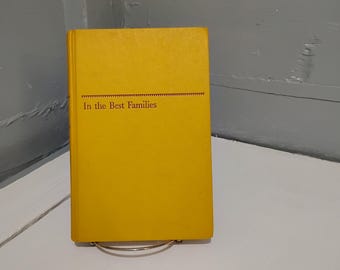 In the Best Families